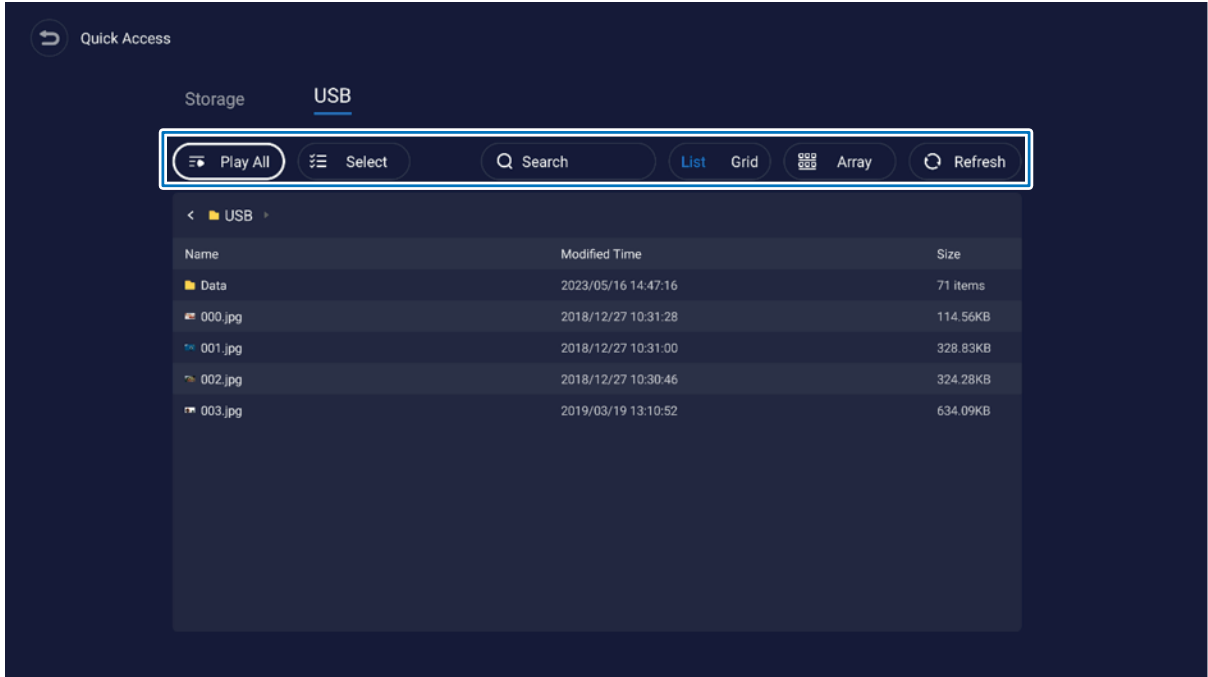 Quick Access
Storage USB
Play All Select Search List Grid Array Refresh
USB
Name Modified Time Size
Data 2023/05/16 14:47:16 71 items
000.jpg 2018/12/27 10:31:28 114.56KB
001.jpg 2018/12/27 10:31:00 328.83KB
002.jpg 2018/12/27 10:30:46 324.28KB
003.jpg 2019/03/19 13:10:52 634.09KB